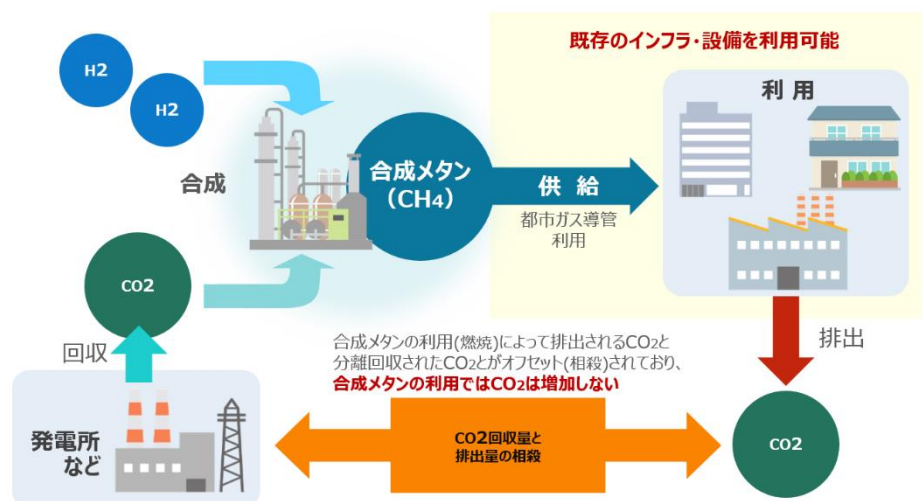 既存のインフラ・設備を利用可能
H2
H2
利用
合成
合成メタン
(CH4)
供給
都市ガス導管
利用
CO2
回収
排出
合成メタンの利用(燃焼)によって排出されるCO2と
分離回収されたCO2とがオフセット(相殺)されており、
合成メタンの利用ではCO2は増加しない
発電所
など
CO2回収量と
排出量の相殺
CO2